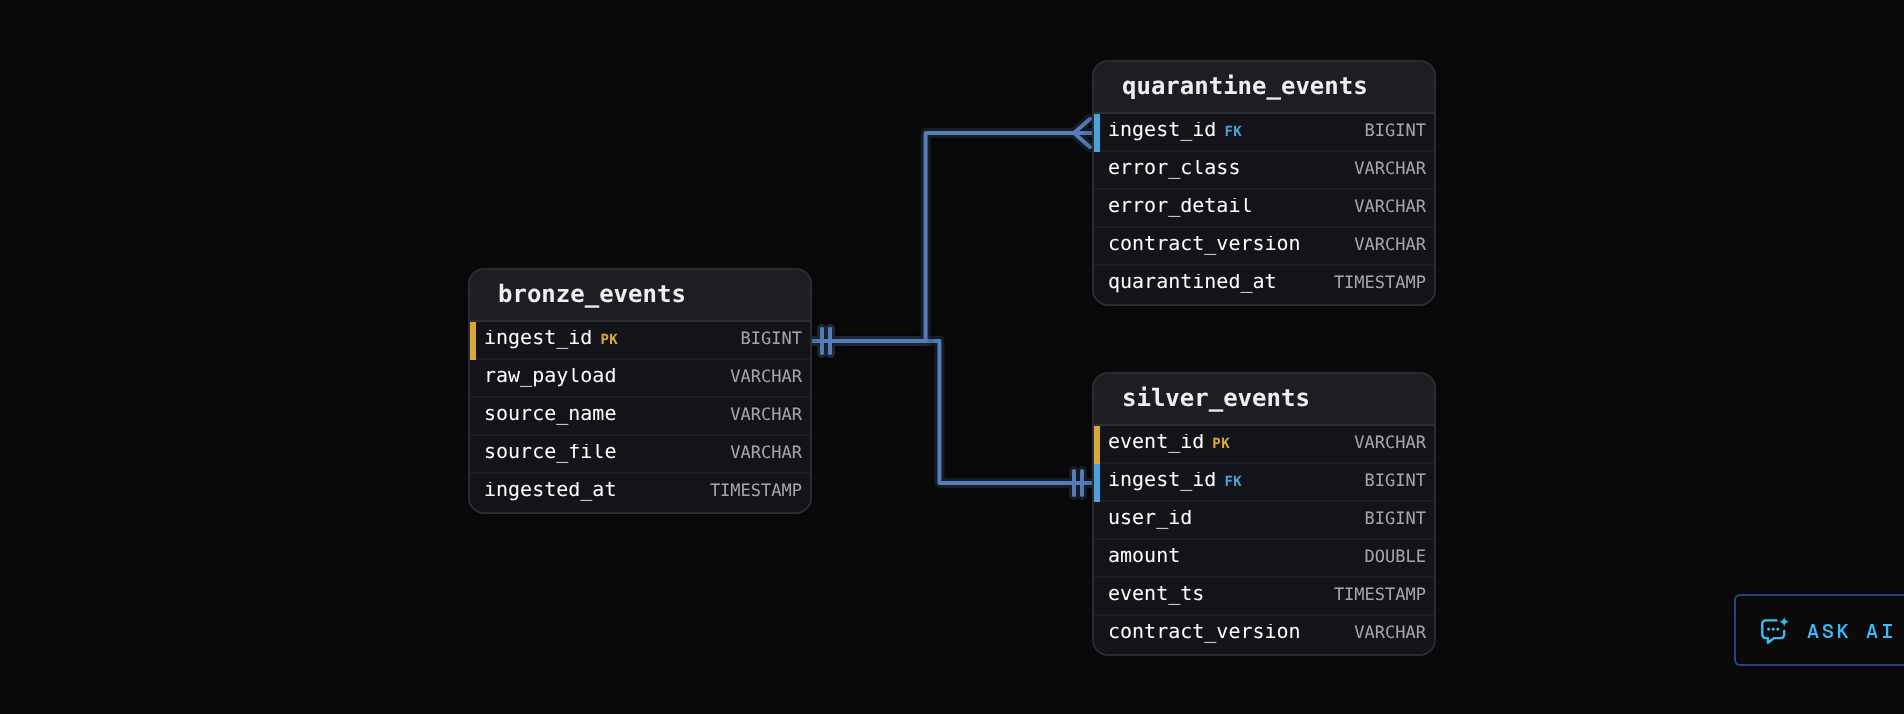 quarantine_events
ingest_id FK BIGINT
error_class VARCHAR
error_detail VARCHAR
contract_version VARCHAR
quarantined_at TIMESTAMP
bronze_events
ingest_id PK BIGINT
raw_payload VARCHAR
source_name VARCHAR
source_file VARCHAR
ingested_at TIMESTAMP
silver_events
event_id PK VARCHAR
ingest_id FK BIGINT
user_id BIGINT
amount DOUBLE
event_ts TIMESTAMP
contract_version VARCHAR
ASK AI